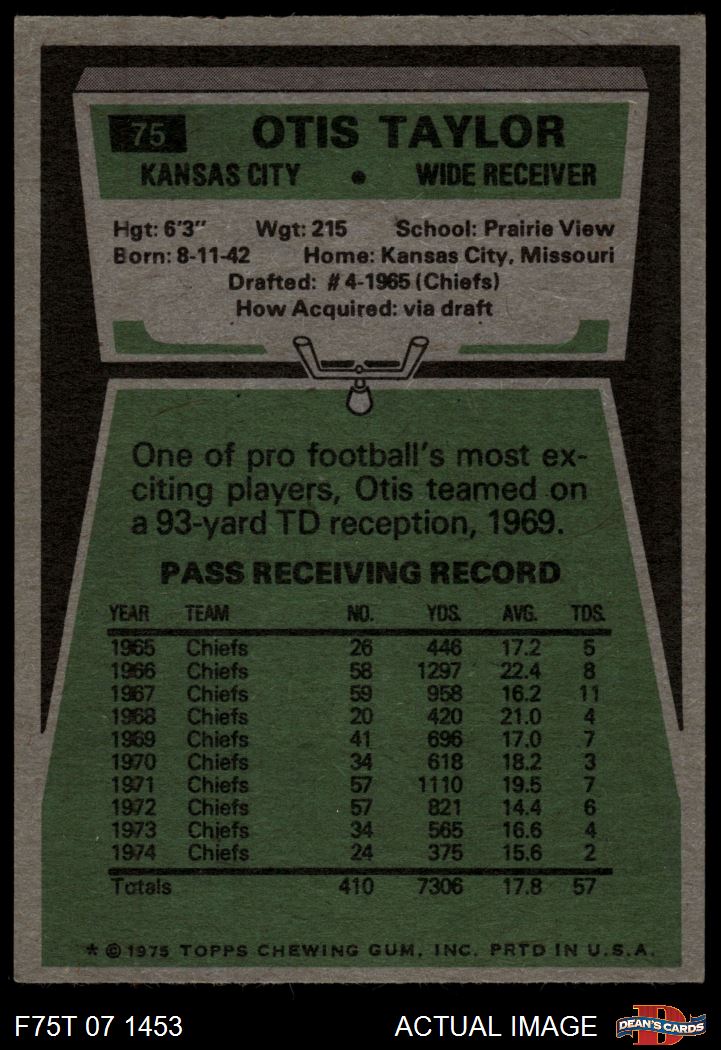 75 OTIS TAYLOR
KANSAS CITY • WIDE RECEIVER
Hgt: 6'3" Wgt: 215 School: Prairie View
Born: 8-11-42 Home: Kansas City, Missouri
Drafted: #4-1965 (Chiefs)
How Acquired: via draft
One of pro football's most ex-
citing players, Otis teamed on
a 93-yard TD reception, 1969.
PASS RECEIVING RECORD
YEAR TEAM NO. YDS. AVG. TDS.
1965 Chiefs 26 446 17.2 5
1966 Chiefs 58 1297 22.4 8
1967 Chiefs 59 958 16.2 11
1968 Chiefs 20 420 21.0 4
1969 Chiefs 41 696 17.0 7
1970 Chiefs 34 618 18.2 3
1971 Chiefs 57 1110 19.5 7
1972 Chiefs 57 821 14.4 6
1973 Chiefs 34 565 16.6 4
1974 Chiefs 24 375 15.6 2
Totals 410 7306 17.8 57
* © 1975 TOPPS CHEWING GUM, INC. PRTD IN U.S.A.
F75T 07 1453 ACTUAL IMAGE D DEAN'S CARDS